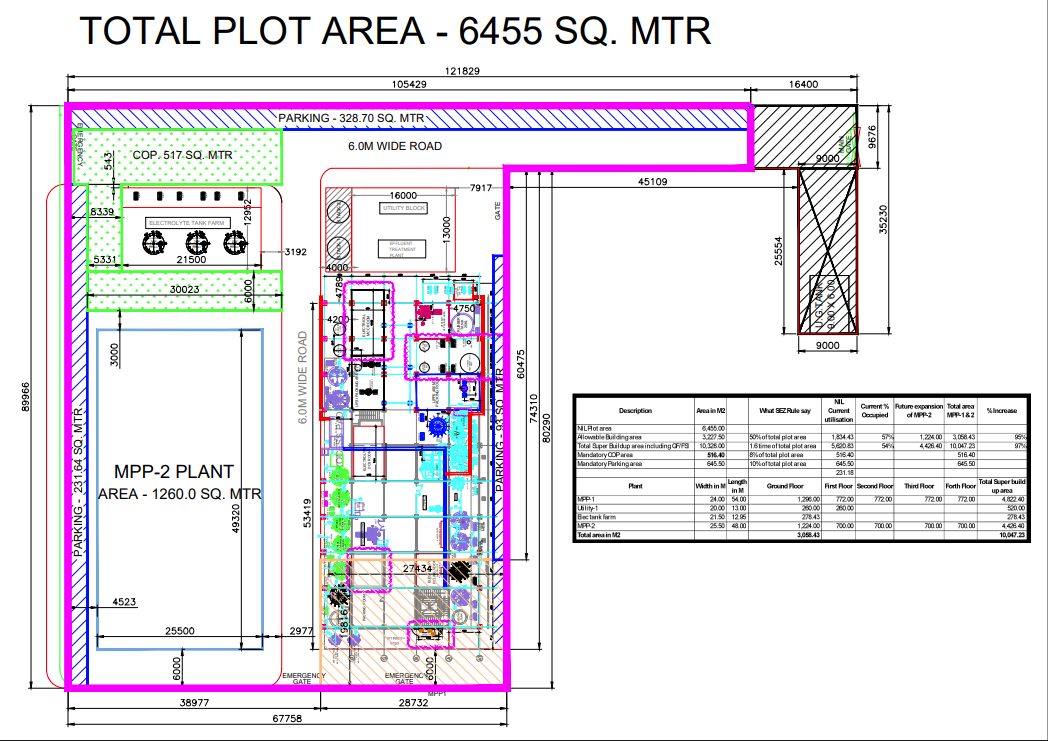 TOTAL PLOT AREA - 6455 SQ. MTR
121829
105429
16400
PARKING - 328.70 SQ. MTR
6.0M WIDE ROAD
EMERGENCY
COP. 517 SQ. MTR
543
MAIN GATE
9676
9000
45109
7917
16000
UTILITY BLOCK
GATE
8339
12952
ELECTROLYTE TANK FARM
13000
EFFLUENT TREATMENT PLANT
35230
25554
3192
5331
21500
4000
30023
6000
4789
4750
4200
U.G TANK
9.00 X 6.00
9000
3000
6.0M WIDE ROAD
60475
74310
80290
89966
PARKING - 231.64 SQ. MTR
PARKING - 93 SQ. MTR
MPP-2 PLANT
AREA - 1260.0 SQ. MTR
49320
53419
27434
19816
4523
25500
2977
6000
6000
EMERGENCY GATE
EMERGENCY GATE
MPP1
38977
28732
67758
Description Area in M2 What SEZ Rule say NIL Current utilisation Current % Occupied Future expansion of MPP-2 Total area MPP-1 & 2 % Increase
NIL Plot area 6,455.00
Allowable Building area 3,227.50 50% of total plot area 1,834.43 57% 1,224.00 3,058.43 95%
Total Super Buildup area including GF/FS 10,328.00 1.6 time of total plot area 5,620.83 54% 4,426.40 10,047.23 97%
Mandatory COP area 516.40 8% of total plot area 516.40 516.40
Mandatory Parking area 645.50 10% of total plot area 645.50 645.50
231.18
Plant Width in M Length in M Ground Floor First Floor Second Floor Third Floor Forth Floor Total Super build up area
MPP-1 24.00 54.00 1,296.00 772.00 772.00 772.00 772.00 4,822.40
Utility-1 20.00 13.00 260.00 260.00 520.00
Elec tank farm 21.50 12.95 278.43 278.43
MPP-2 25.50 48.00 1,224.00 700.00 700.00 700.00 700.00 4,426.40
Total area in M2 3,058.43 10,047.23